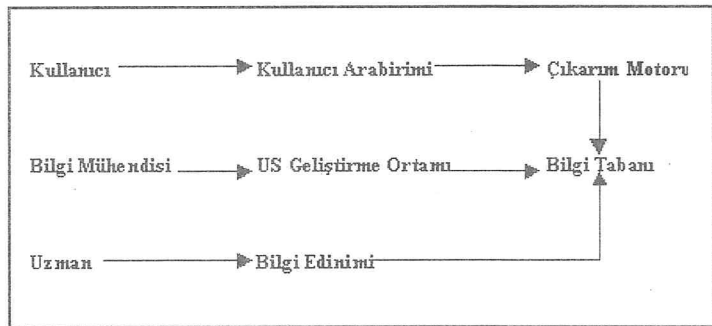 Kullanıcı Kullanıcı Arabirimi Çıkarım Motoru
Bilgi Mühendisi US Geliştirme Ortamı Bilgi Tabanı
Uzman Bilgi Edinimi